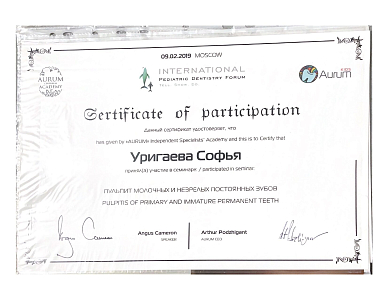 09.02.2019 MOSCOW
AURUM
ACADEMY
INTERNATIONAL
PEDIATRIC DENTISTRY FORUM
Aurum
Certificate of participation
Данный сертификат удостоверяет, что
has given by «AURUM» Independent Specialists' Academy and this is to Certify that
Уригаева Софья
принял(а) участие в семинаре / participated in seminar
ПУЛЬПИТ МОЛОЧНЫХ И НЕЗРЕЛЫХ ПОСТОЯННЫХ ЗУБОВ
PULPITIS OF PRIMARY AND IMMATURE PERMANENT TEETH
Angus Cameron
SPEAKER
Arthur Podzhigant
AURUM CEO